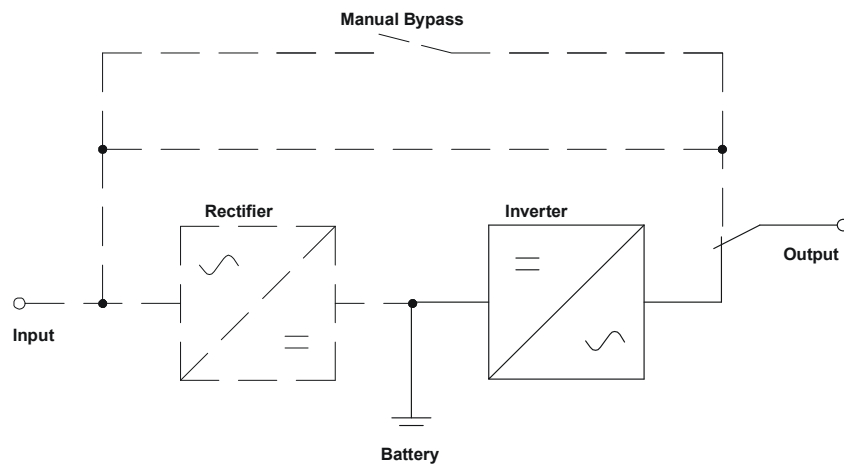 Manual Bypass
Rectifier
Inverter
Output
Input
Battery